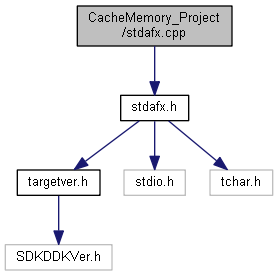 CacheMemory_Project
/stdafx.cpp
stdafx.h
targetver.h
stdio.h
tchar.h
SDKDDKVer.h